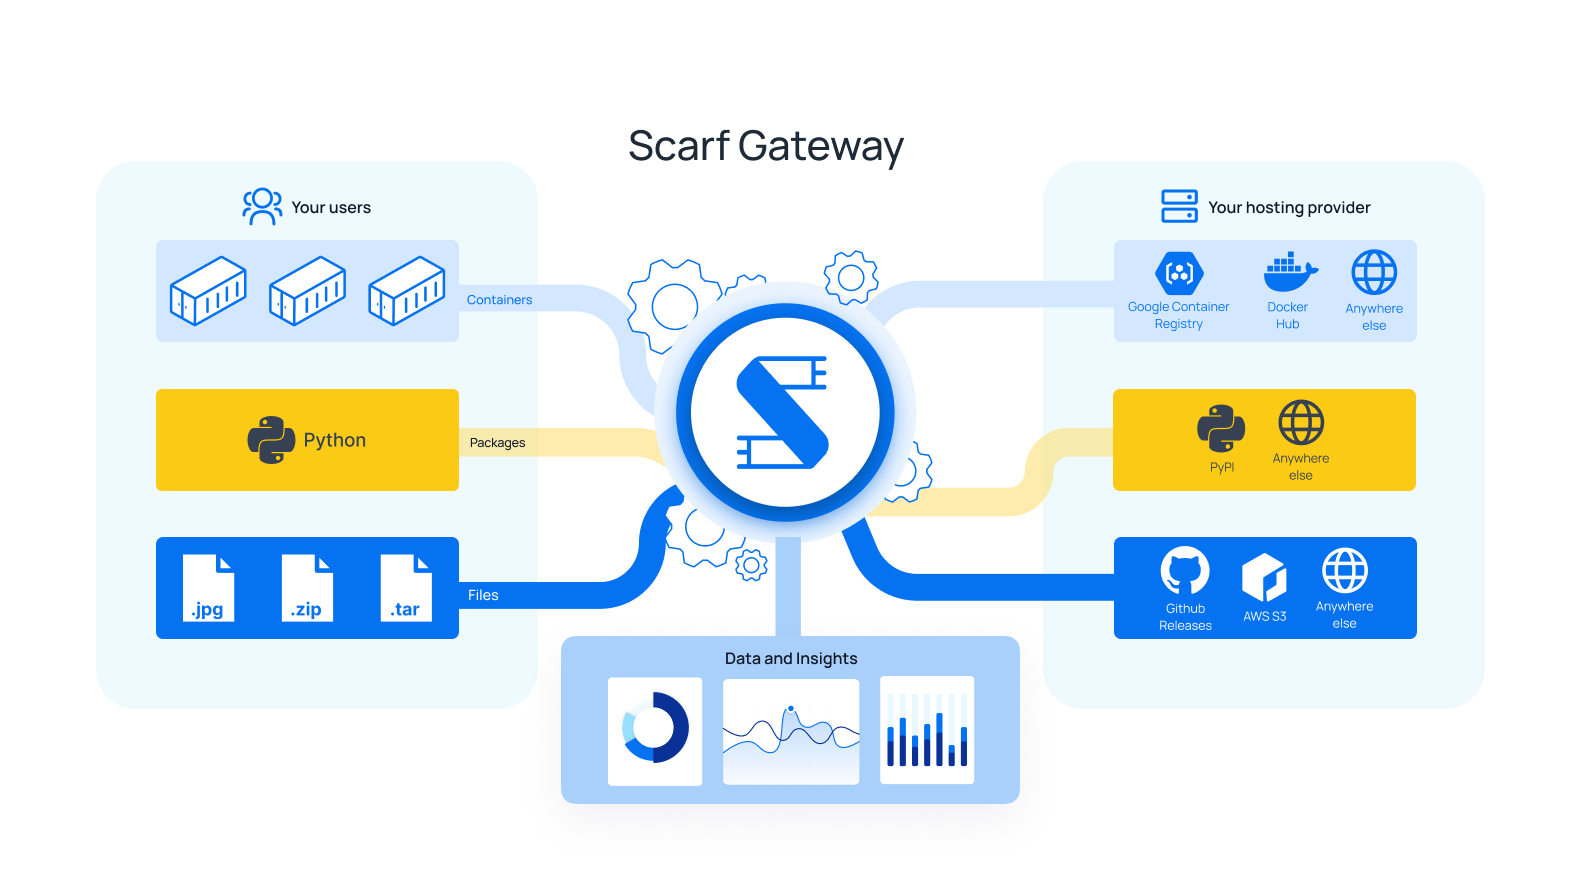 Scarf Gateway
Your users
Containers
Python
Packages
.jpg
.zip
.tar
Files
Your hosting provider
Google Container
Registry
Docker
Hub
Anywhere
else
PyPI
Anywhere
else
Github
Releases
AWS S3
Anywhere
else
Data and Insights